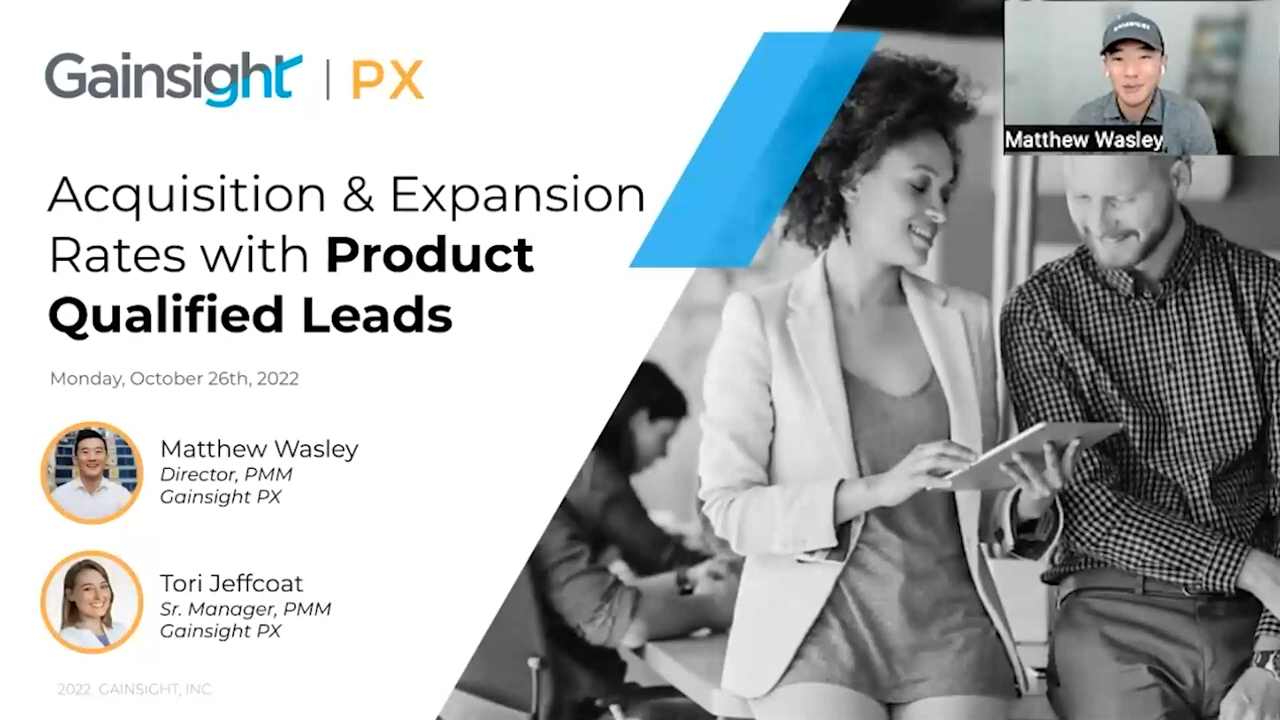 Gainsight | PX
Matthew Wasley
Acquisition & Expansion
Rates with Product
Qualified Leads
Monday, October 26th, 2022
Matthew Wasley
Director, PMM
Gainsight PX
Tori Jeffcoat
Sr. Manager, PMM
Gainsight PX
2022 GAINSIGHT, INC